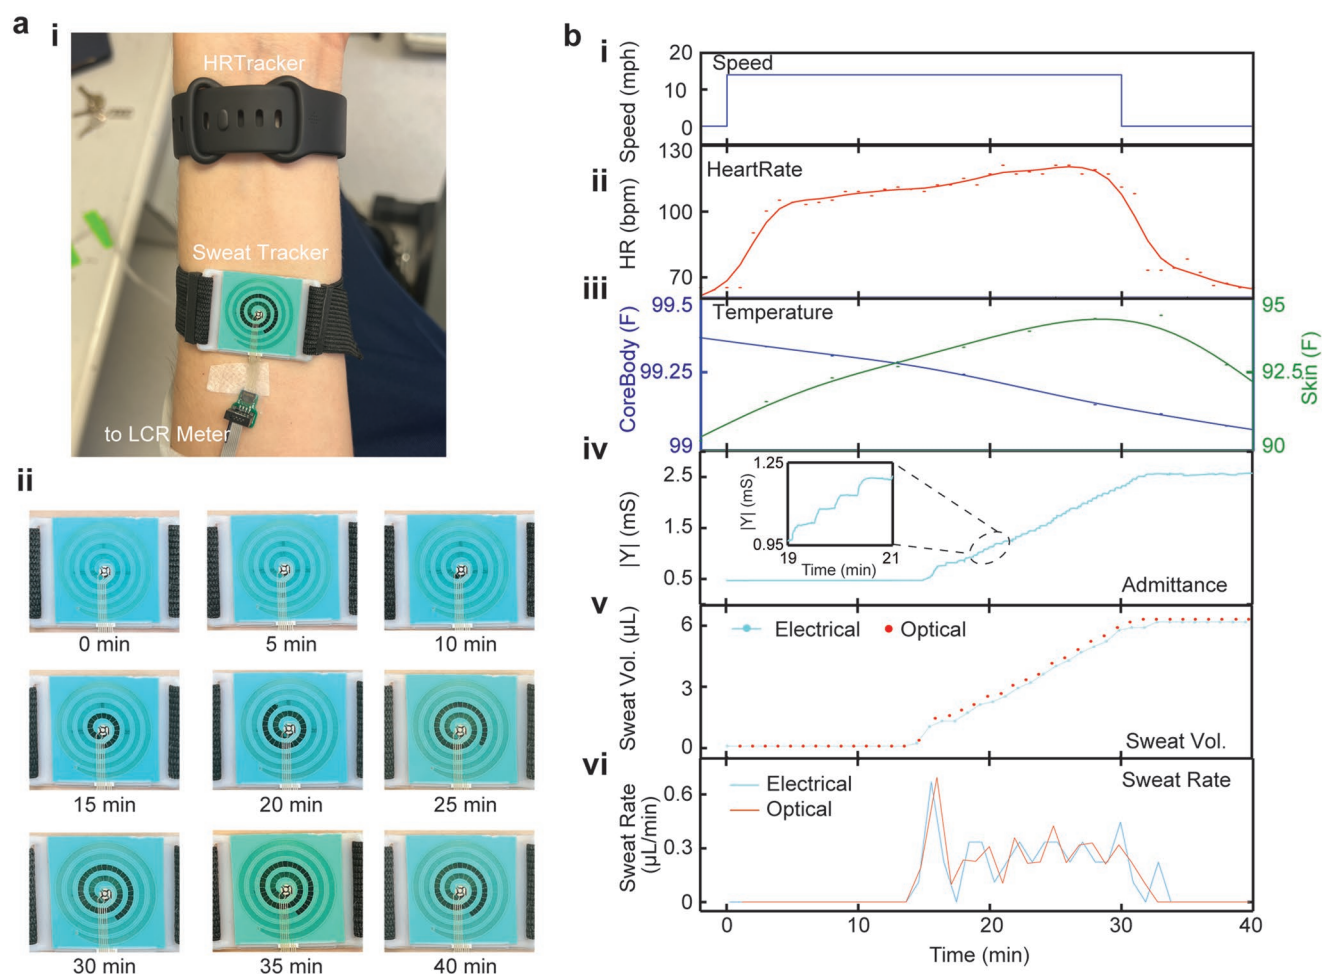 a
i
HRTracker
Sweat Tracker
to LCR Meter
ii
0 min
5 min
10 min
15 min
20 min
25 min
30 min
35 min
40 min
b
i
Speed (mph)
20
10
0
Speed
ii
HR (bpm)
130
100
70
HeartRate
iii
CoreBody (F)
99.5
99.25
99
Temperature
95
92.5
90
Skin (F)
iv
|Y| (mS)
2.5
1.5
0.5
|Y| (mS)
1.25
0.95
19
21
Time (min)
Admittance
v
Sweat Vol. (µL)
6
3
0
Electrical
Optical
Sweat Vol.
vi
Sweat Rate
(µL/min)
0.6
0.3
0
Electrical
Optical
Sweat Rate
0
10
20
30
40
Time (min)